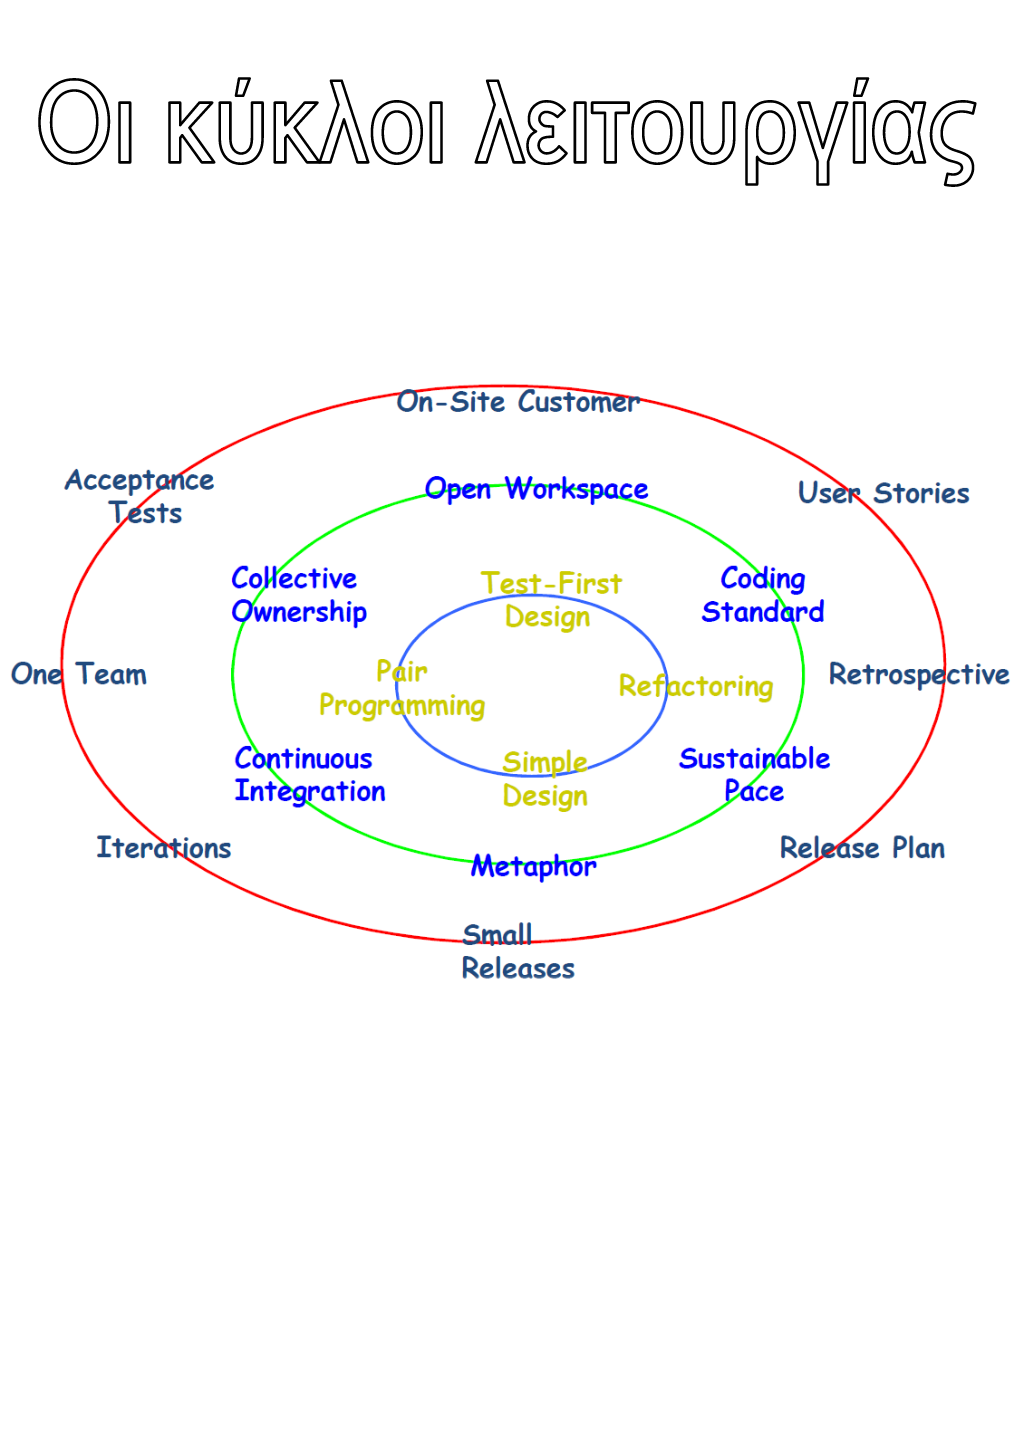 Οι κύκλοι λειτουργίας
On-Site Customer
Acceptance
Tests
User Stories
Open Workspace
Collective
Ownership
Test-First
Design
Coding
Standard
One Team
Pair
Programming
Refactoring
Retrospective
Continuous
Integration
Simple
Design
Sustainable
Pace
Iterations
Metaphor
Release Plan
Small
Releases